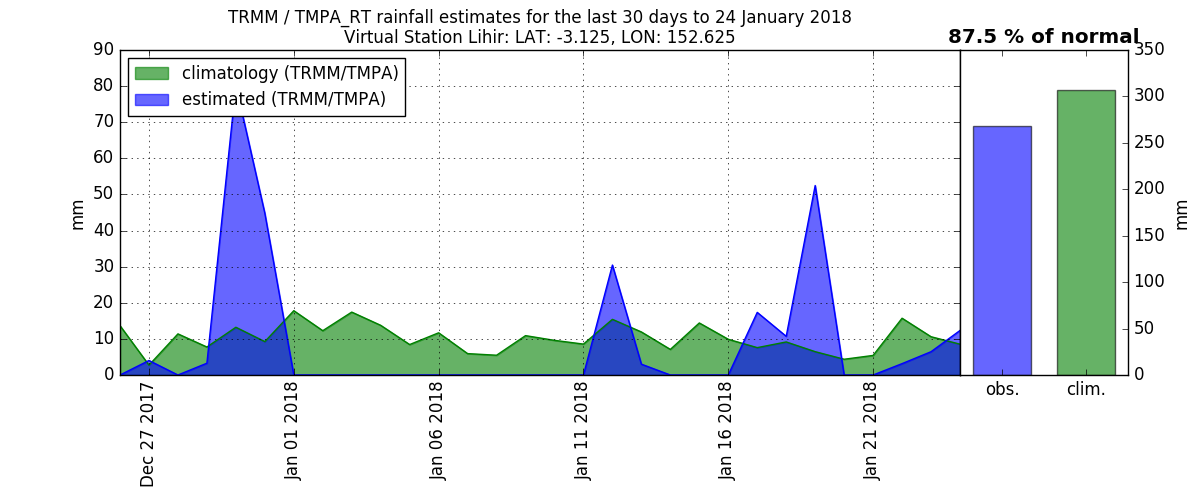 TRMM / TMPA_RT rainfall estimates for the last 30 days to 24 January 2018
Virtual Station Lihir: LAT: -3.125, LON: 152.625
87.5 % of normal
climatology (TRMM/TMPA)
estimated (TRMM/TMPA)
90
80
70
60
50
40
30
20
10
0
mm
Dec 27 2017
Jan 01 2018
Jan 06 2018
Jan 11 2018
Jan 16 2018
Jan 21 2018
obs.
clim.
350
300
250
200
150
100
50
0
mm